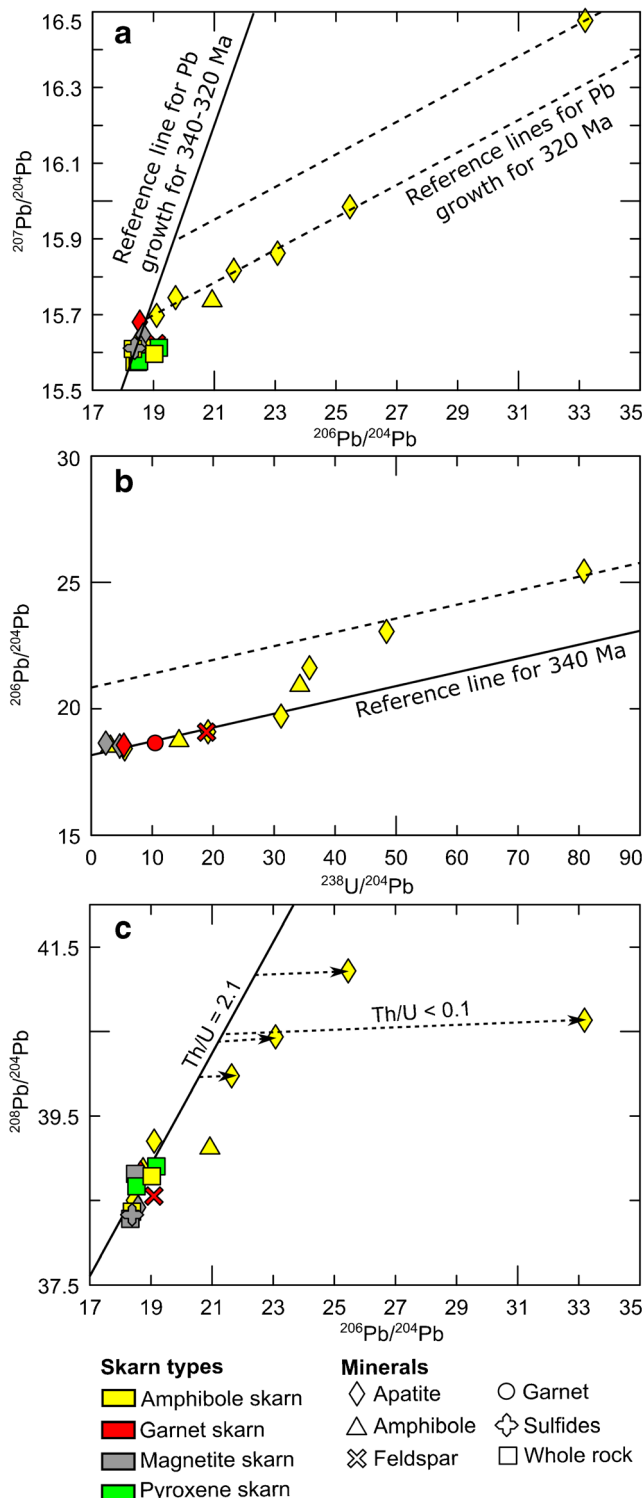 a
16.5
16.3
16.1
15.9
15.7
15.5
²⁰⁷Pb/²⁰⁴Pb
Reference line for Pb
growth for 340-320 Ma
Reference lines for Pb
growth for 320 Ma
17 19 21 23 25 27 29 31 33 35
²⁰⁶Pb/²⁰⁴Pb
b
30
25
20
15
²⁰⁶Pb/²⁰⁴Pb
Reference line for 340 Ma
0 10 20 30 40 50 60 70 80 90
²³⁸U/²⁰⁴Pb
c
41.5
39.5
37.5
²⁰⁸Pb/²⁰⁴Pb
Th/U = 2.1
Th/U < 0.1
17 19 21 23 25 27 29 31 33 35
²⁰⁶Pb/²⁰⁴Pb
Skarn types
Amphibole skarn
Garnet skarn
Magnetite skarn
Pyroxene skarn
Minerals
Apatite
Amphibole
Feldspar
Garnet
Sulfides
Whole rock